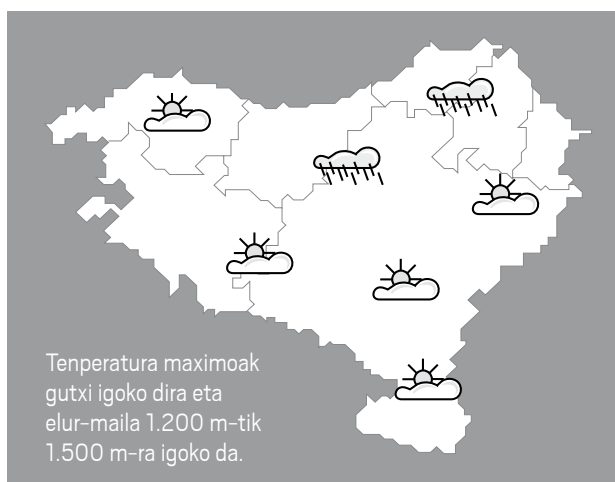 Tenperatura maximoak
gutxi igoko dira eta
elur-maila 1.200 m-tik
1.500 m-ra igoko da.